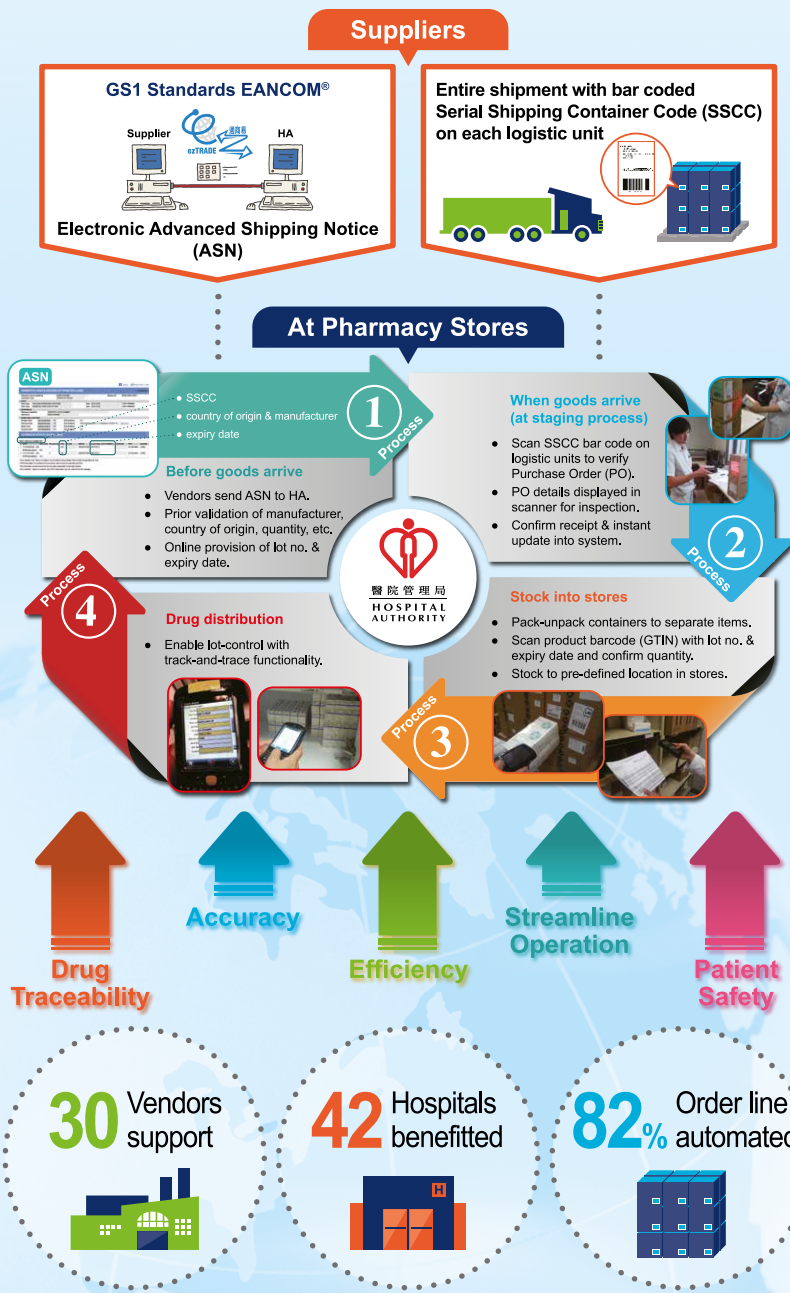 Suppliers
GS1 Standards EANCOM®
Supplier
通商易
ezTRADE
HA
Electronic Advanced Shipping Notice
(ASN)
Entire shipment with bar coded
Serial Shipping Container Code (SSCC)
on each logistic unit
At Pharmacy Stores
ASN
• SSCC
• country of origin & manufacturer
• expiry date
Process
1
Before goods arrive
• Vendors send ASN to HA.
• Prior validation of manufacturer,
country of origin, quantity, etc.
• Online provision of lot no. &
expiry date.
When goods arrive
(at staging process)
• Scan SSCC bar code on
logistic units to verify
Purchase Order (PO).
• PO details displayed in
scanner for inspection.
• Confirm receipt & instant
update into system.
Process
2
醫院管理局
HOSPITAL
AUTHORITY
Stock into stores
• Pack-unpack containers to separate items.
• Scan product barcode (GTIN) with lot no. &
expiry date and confirm quantity.
• Stock to pre-defined location in stores.
Process
3
Process
4
Drug distribution
• Enable lot-control with
track-and-trace functionality.
Drug
Traceability
Accuracy
Efficiency
Streamline
Operation
Patient
Safety
30 Vendors
support
42 Hospitals
benefitted
H
82% Order line
automated